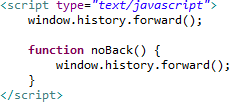 <script type="text/javascript">
    window.history.forward();

    function noBack() {
        window.history.forward();
    }
</script>